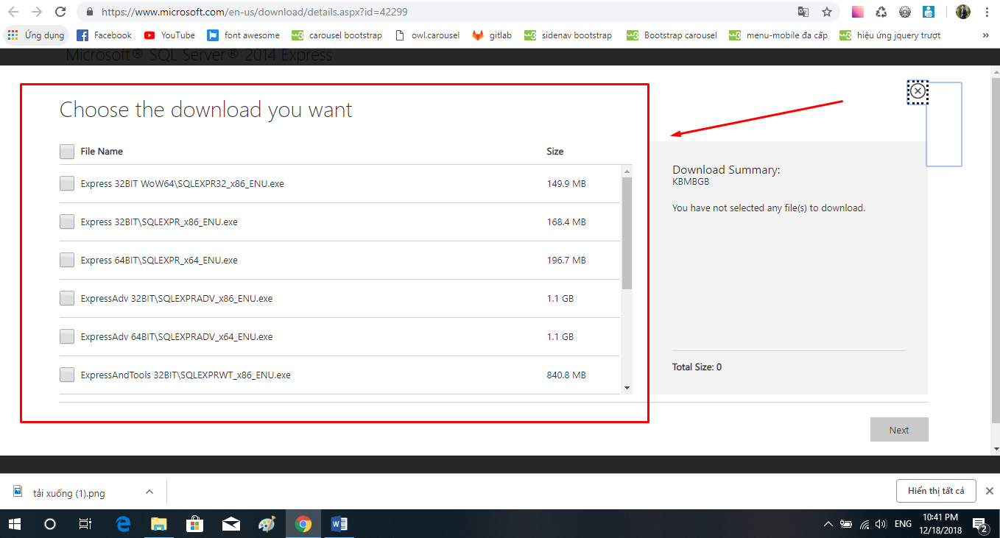 https://www.microsoft.com/en-us/download/details.aspx?id=42299
Ứng dụng Facebook YouTube font awesome carousel bootstrap owl.carousel gitlab sidenav bootstrap Bootstrap carousel menu-mobile đa cấp hiệu ứng jquery trượt »
Microsoft® SQL Server® 2014 Express
Choose the download you want
File Name Size
Express 32BIT WoW64\SQLEXPR32_x86_ENU.exe 149.9 MB
Express 32BIT\SQLEXPR_x86_ENU.exe 168.4 MB
Express 64BIT\SQLEXPR_x64_ENU.exe 196.7 MB
ExpressAdv 32BIT\SQLEXPRADV_x86_ENU.exe 1.1 GB
ExpressAdv 64BIT\SQLEXPRADV_x64_ENU.exe 1.1 GB
ExpressAndTools 32BIT\SQLEXPRWT_x86_ENU.exe 840.8 MB
Download Summary:
KBMBGB
You have not selected any file(s) to download.
Total Size: 0
Next
tải xuống (1).png
Hiển thị tất cả
ENG
10:41 PM
12/18/2018
2